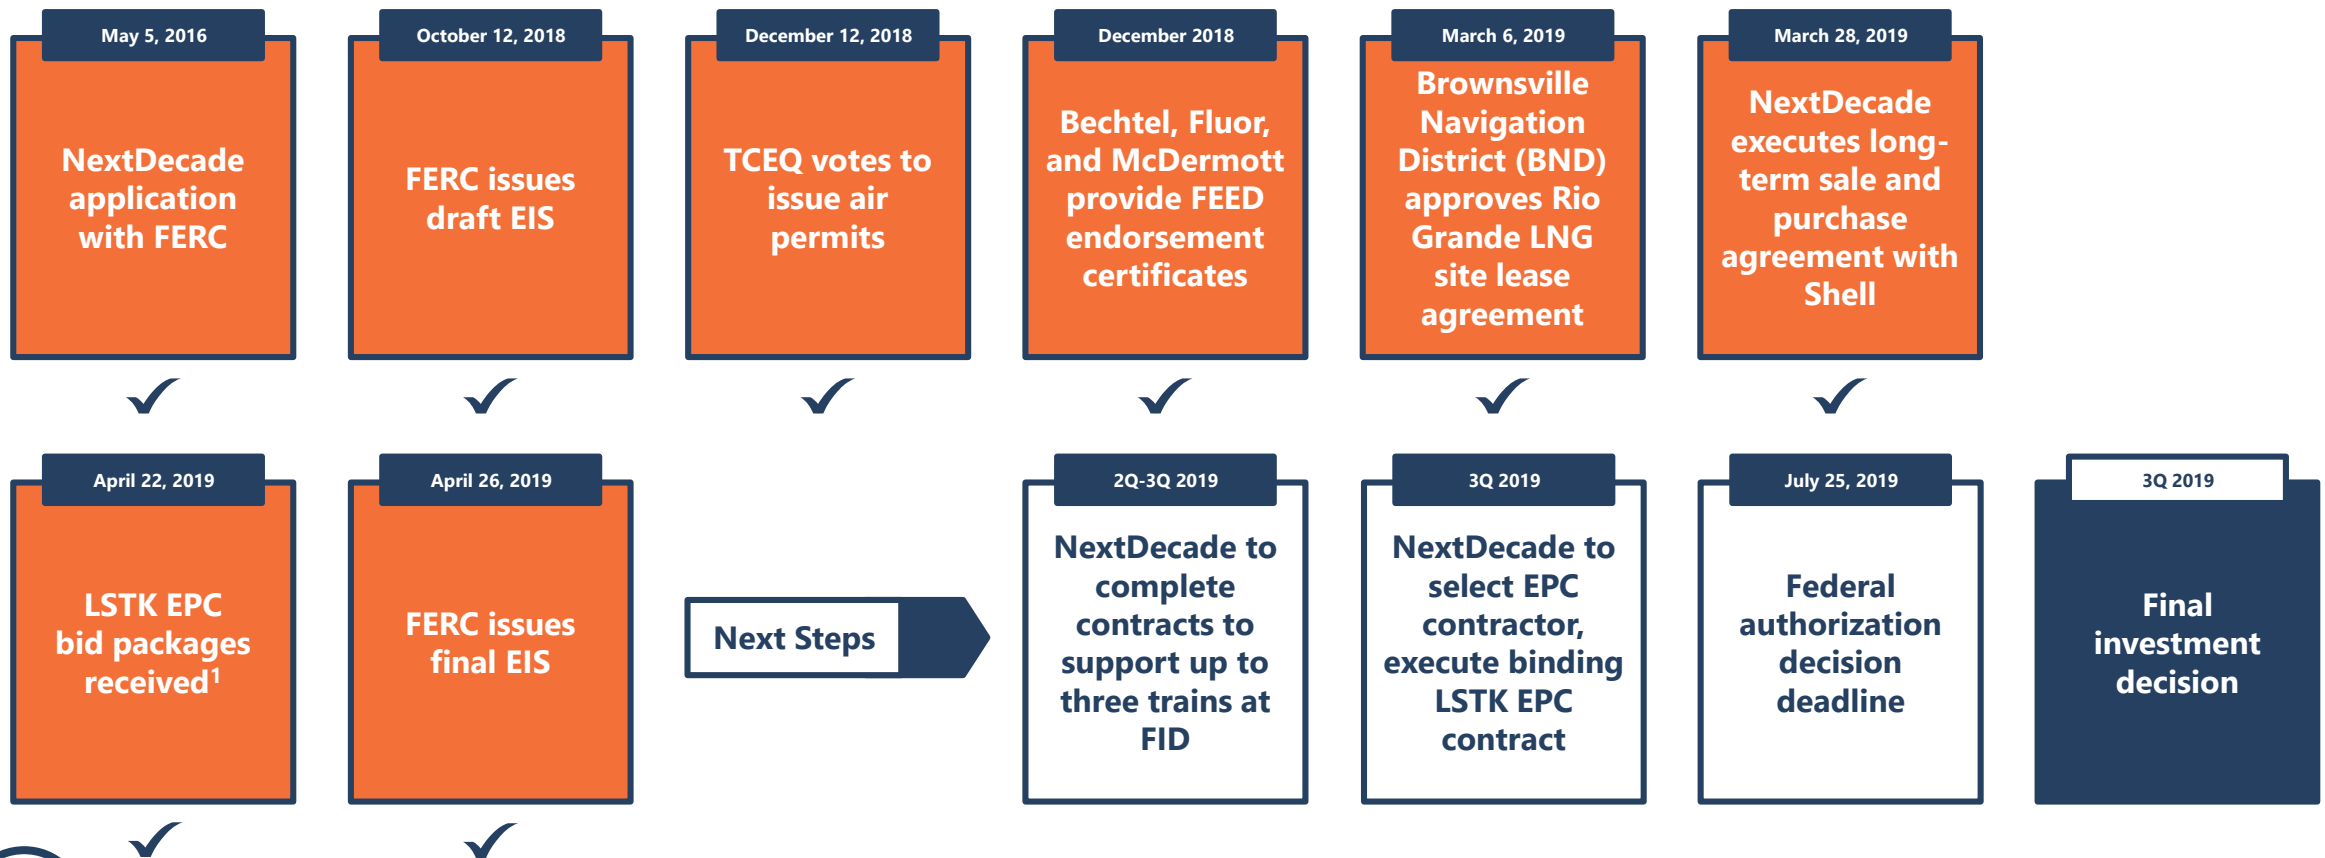 May 5, 2016
NextDecade
application
with FERC
October 12, 2018
FERC issues
draft EIS
December 12, 2018
TCEQ votes to
issue air
permits
December 2018
Bechtel, Fluor,
and McDermott
provide FEED
endorsement
certificates
March 6, 2019
Brownsville
Navigation
District (BND)
approves Rio
Grande LNG
site lease
agreement
March 28, 2019
NextDecade
executes long-
term sale and
purchase
agreement with
Shell
April 22, 2019
LSTK EPC
bid packages
received¹
April 26, 2019
FERC issues
final EIS
Next Steps
2Q-3Q 2019
NextDecade to
complete
contracts to
support up to
three trains at
FID
3Q 2019
NextDecade to
select EPC
contractor,
execute binding
LSTK EPC
contract
July 25, 2019
Federal
authorization
decision
deadline
3Q 2019
Final
investment
decision